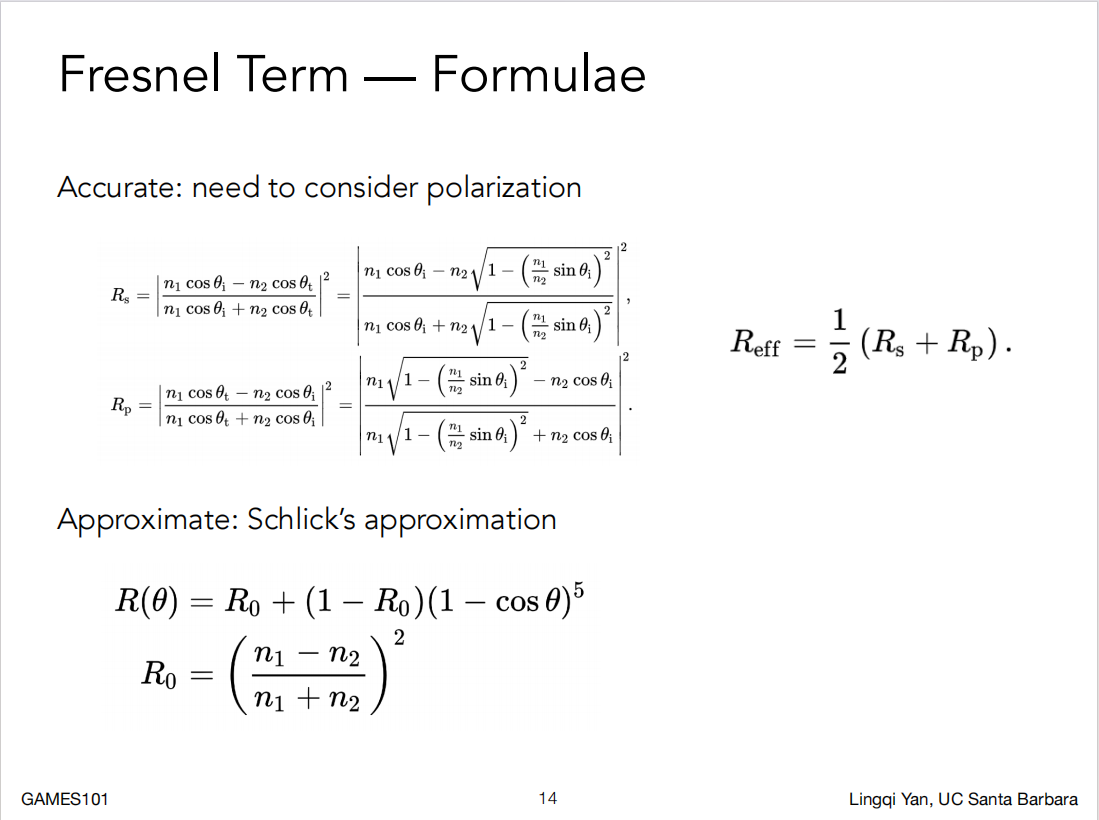 Fresnel Term — Formulae
Accurate: need to consider polarization
$R_s = \left|\frac{n_1 \cos\theta_i - n_2 \cos\theta_t}{n_1 \cos\theta_i + n_2 \cos\theta_t}\right|^2 = \left|\frac{n_1 \cos\theta_i - n_2 \sqrt{1 - \left(\frac{n_1}{n_2} \sin\theta_i\right)^2}}{n_1 \cos\theta_i + n_2 \sqrt{1 - \left(\frac{n_1}{n_2} \sin\theta_i\right)^2}}\right|^2,$
$R_p = \left|\frac{n_1 \cos\theta_t - n_2 \cos\theta_i}{n_1 \cos\theta_t + n_2 \cos\theta_i}\right|^2 = \left|\frac{n_1 \sqrt{1 - \left(\frac{n_1}{n_2} \sin\theta_i\right)^2} - n_2 \cos\theta_i}{n_1 \sqrt{1 - \left(\frac{n_1}{n_2} \sin\theta_i\right)^2} + n_2 \cos\theta_i}\right|^2.$
$R_{\text{eff}} = \frac{1}{2}(R_s + R_p).$
Approximate: Schlick’s approximation
$R(\theta) = R_0 + (1 - R_0)(1 - \cos\theta)^5$
$R_0 = \left(\frac{n_1 - n_2}{n_1 + n_2}\right)^2$
GAMES101
14
Lingqi Yan, UC Santa Barbara